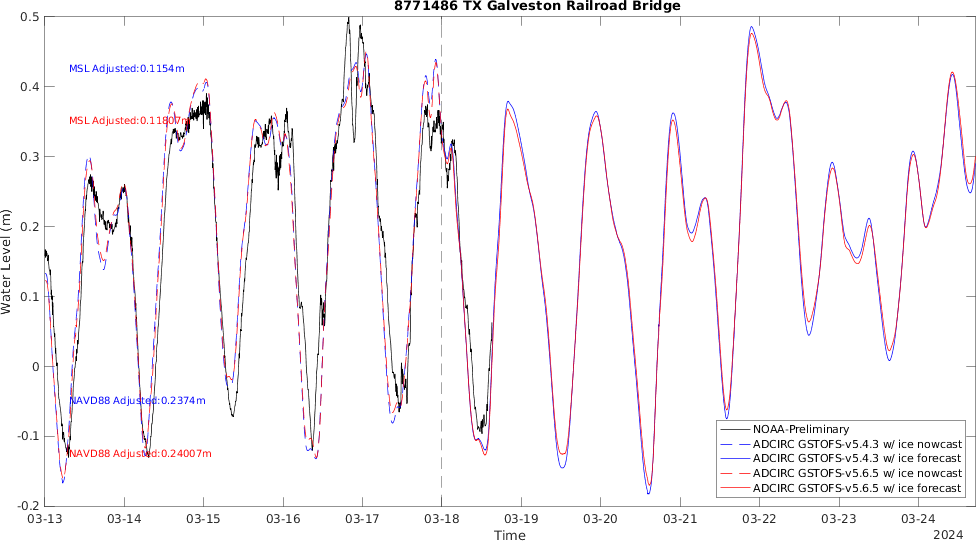 8771486 TX Galveston Railroad Bridge
0.5
0.4
0.3
0.2
0.1
0
-0.1
-0.2
Water Level (m)
MSL Adjusted:0.1154m
MSL Adjusted:0.11807m
NAVD88 Adjusted:0.2374m
NAVD88 Adjusted:0.24007m
NOAA-Preliminary
ADCIRC GSTOFS-v5.4.3 w/ ice nowcast
ADCIRC GSTOFS-v5.4.3 w/ ice forecast
ADCIRC GSTOFS-v5.6.5 w/ ice nowcast
ADCIRC GSTOFS-v5.6.5 w/ ice forecast
03-13 03-14 03-15 03-16 03-17 03-18 03-19 03-20 03-21 03-22 03-23 03-24
Time
2024